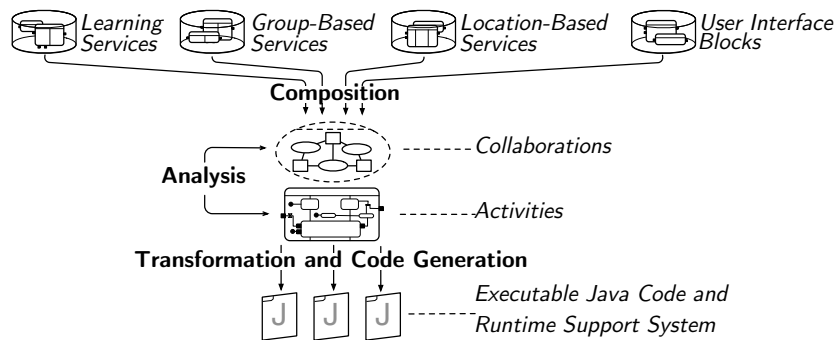 Learning
Services
Group-Based
Services
Location-Based
Services
User Interface
Blocks
Composition
Collaborations
Analysis
Activities
Transformation and Code Generation
J J J
Executable Java Code and
Runtime Support System